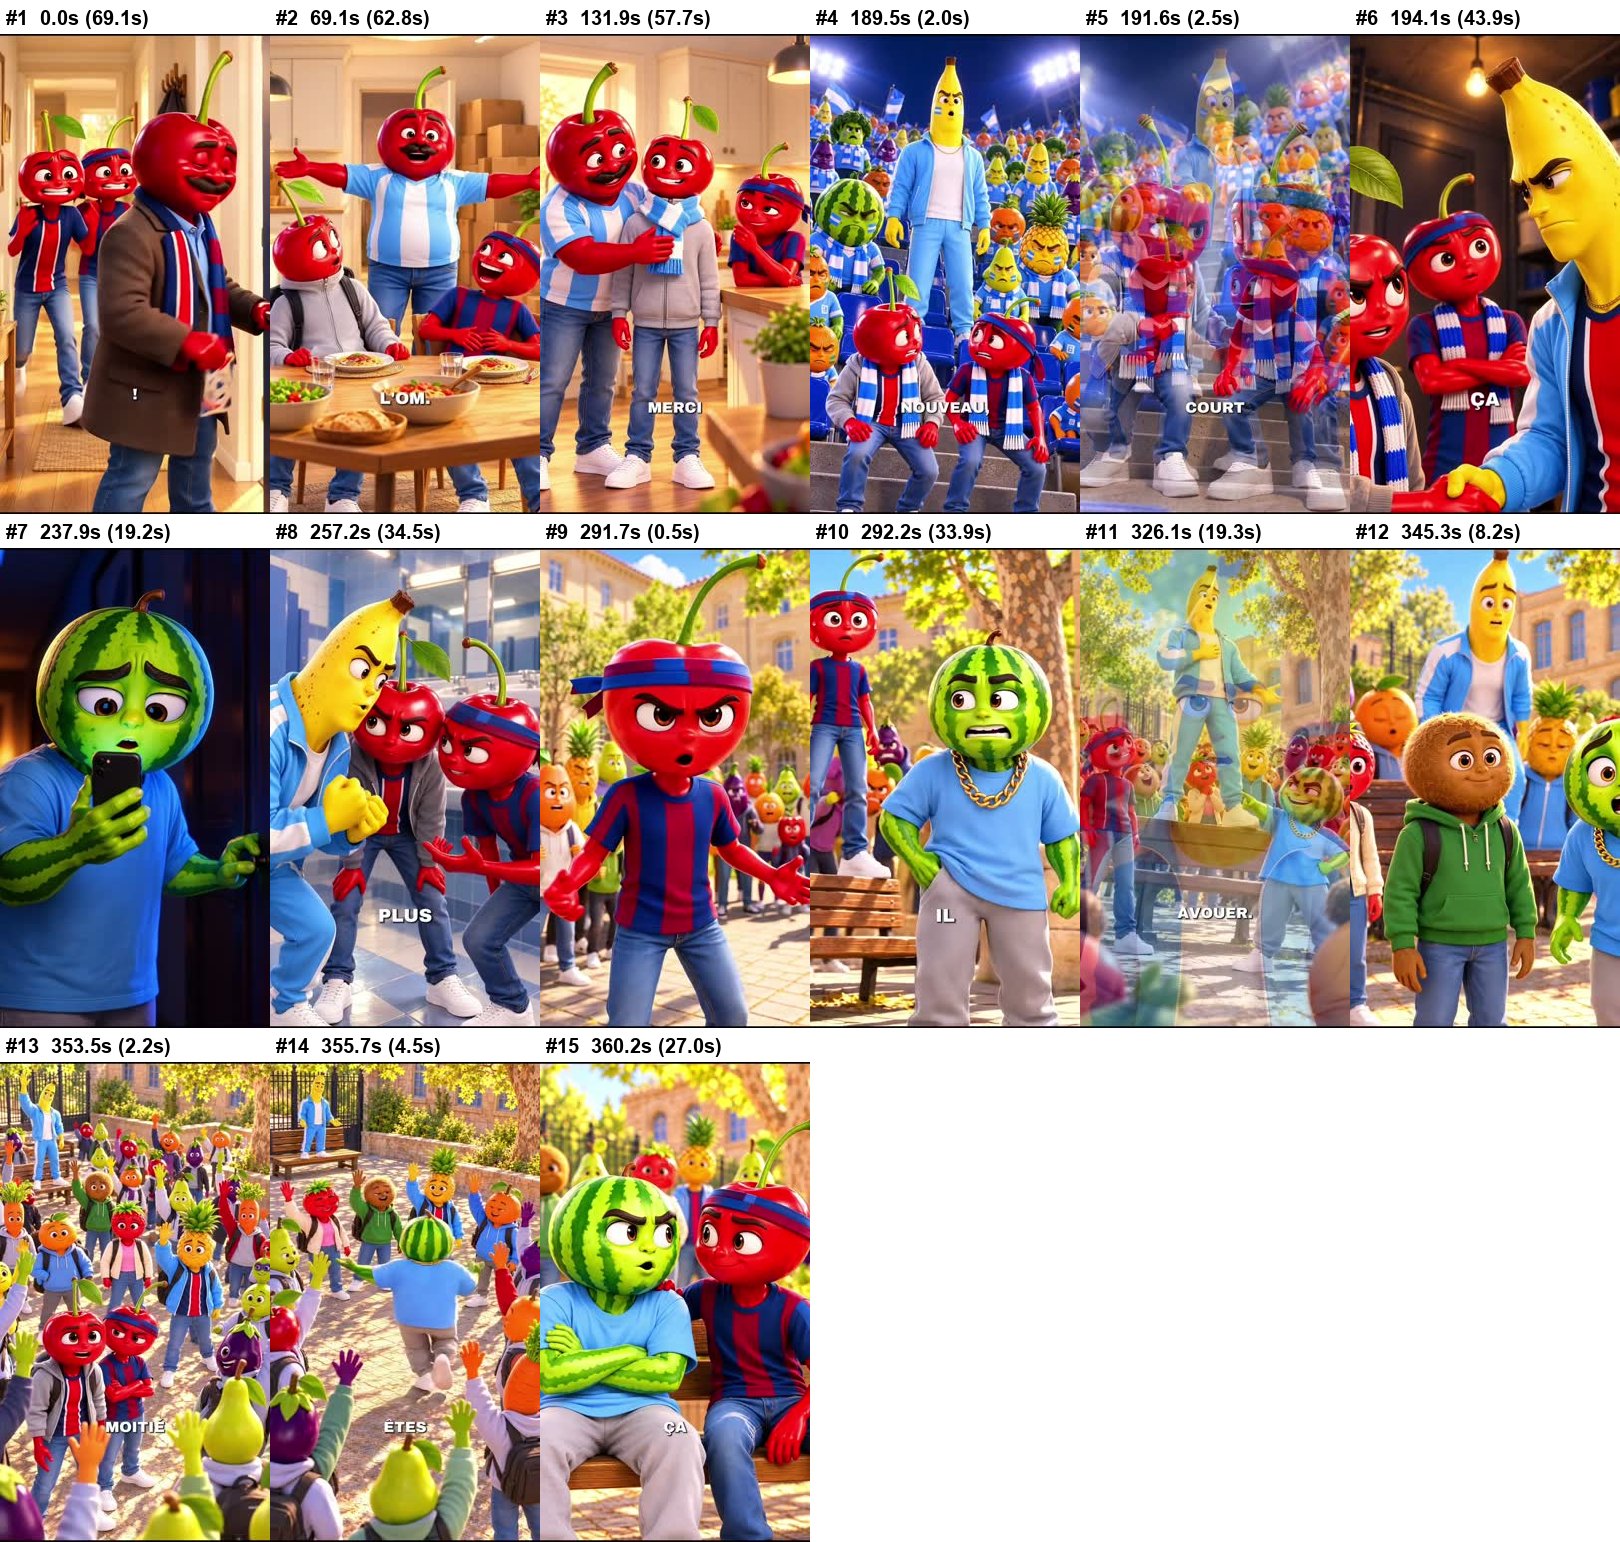 #1 0.0s (69.1s)
#2 69.1s (62.8s)
#3 131.9s (57.7s)
#4 189.5s (2.0s)
#5 191.6s (2.5s)
#6 194.1s (43.9s)
!
L'OM.
MERCI
NOUVEAU,
COURT
ÇA
#7 237.9s (19.2s)
#8 257.2s (34.5s)
#9 291.7s (0.5s)
#10 292.2s (33.9s)
#11 326.1s (19.3s)
#12 345.3s (8.2s)
PLUS
IL
AVOUER.
#13 353.5s (2.2s)
#14 355.7s (4.5s)
#15 360.2s (27.0s)
MOITIÉ
ÊTES
ÇA